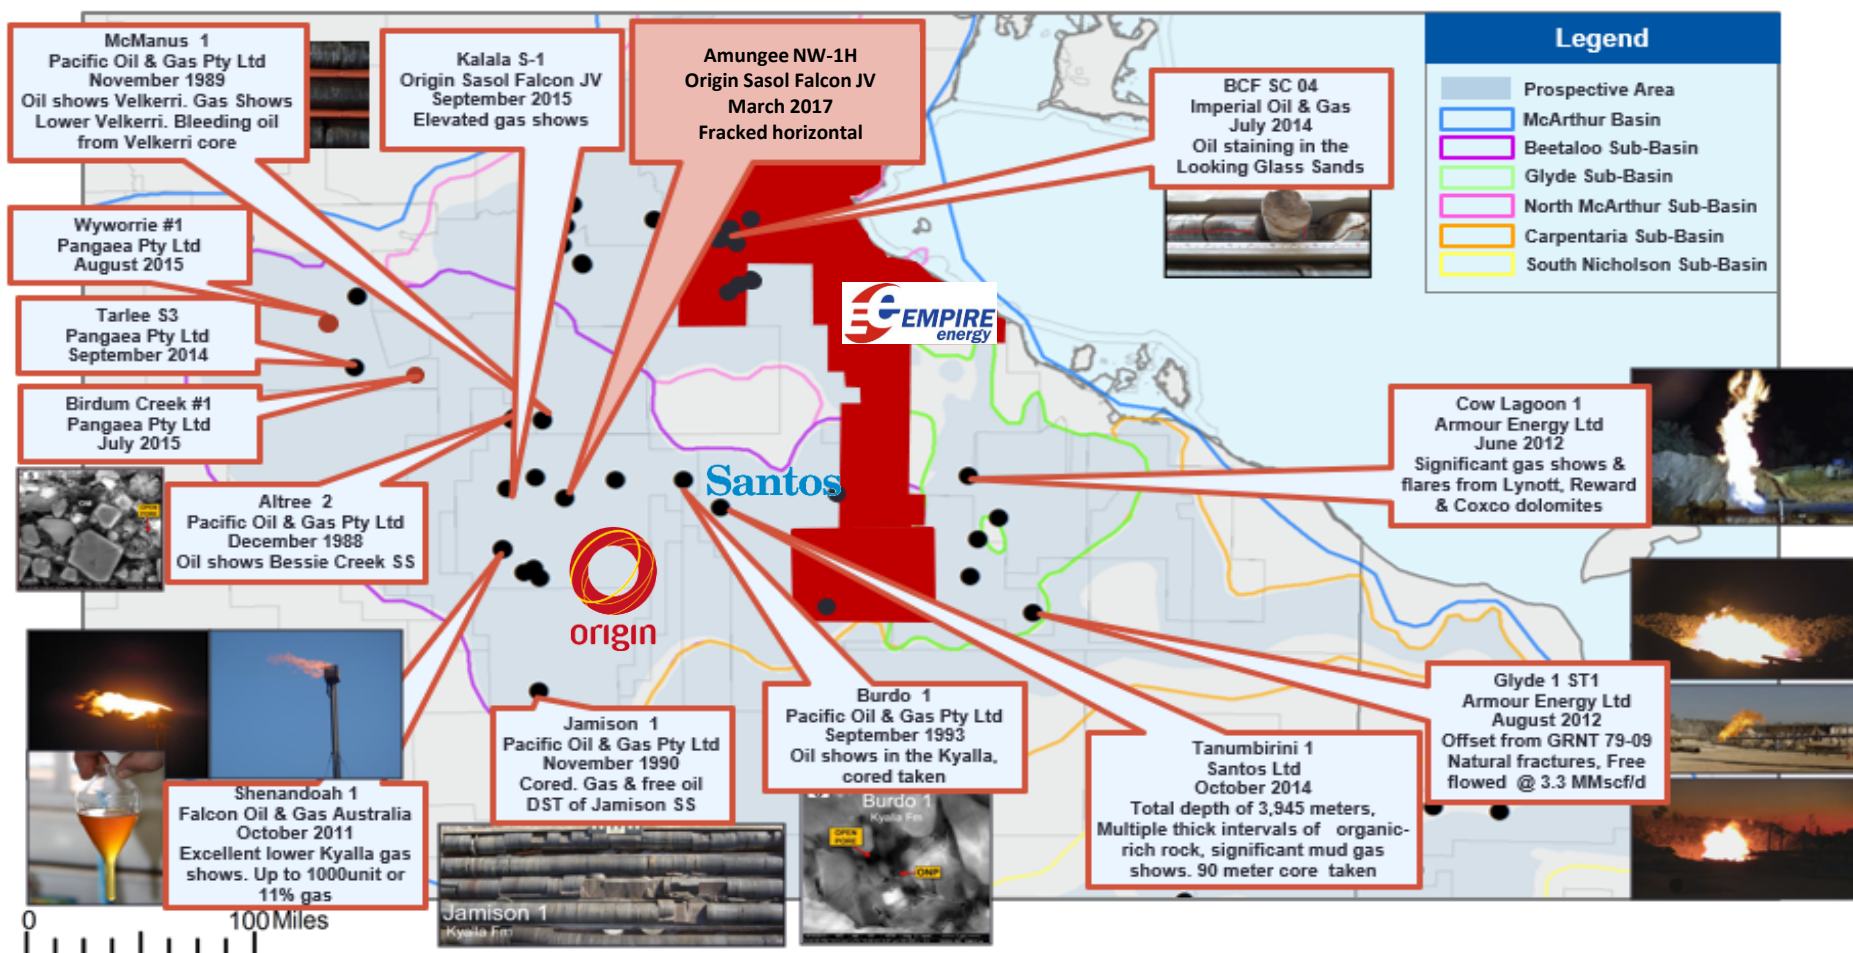 McManus 1
Pacific Oil & Gas Pty Ltd
November 1989
Oil shows Velkerri. Gas Shows
Lower Velkerri. Bleeding oil
from Velkerri core
Kalala S-1
Origin Sasol Falcon JV
September 2015
Elevated gas shows
Amungee NW-1H
Origin Sasol Falcon JV
March 2017
Fracked horizontal
BCF SC 04
Imperial Oil & Gas
July 2014
Oil staining in the
Looking Glass Sands
Legend
Prospective Area
McArthur Basin
Beetaloo Sub-Basin
Glyde Sub-Basin
North McArthur Sub-Basin
Carpentaria Sub-Basin
South Nicholson Sub-Basin
Wyworrie #1
Pangaea Pty Ltd
August 2015
Tarlee S3
Pangaea Pty Ltd
September 2014
Birdum Creek #1
Pangaea Pty Ltd
July 2015
EMPIRE
energy
Santos
origin
Cow Lagoon 1
Armour Energy Ltd
June 2012
Significant gas shows &
flares from Lynott, Reward
& Coxco dolomites
OPEN
PORE
Altree 2
Pacific Oil & Gas Pty Ltd
December 1988
Oil shows Bessie Creek SS
Shenandoah 1
Falcon Oil & Gas Australia
October 2011
Excellent lower Kyalla gas
shows. Up to 1000unit or
11% gas
Jamison 1
Pacific Oil & Gas Pty Ltd
November 1990
Cored. Gas & free oil
DST of Jamison SS
Jamison 1
Kyalla Fm
Burdo 1
Pacific Oil & Gas Pty Ltd
September 1993
Oil shows in the Kyalla,
cored taken
Burdo 1
Kyalla Fm
OPEN
PORE
ONP
Tanumbirini 1
Santos Ltd
October 2014
Total depth of 3,945 meters,
Multiple thick intervals of organic-
rich rock, significant mud gas
shows. 90 meter core taken
Glyde 1 ST1
Armour Energy Ltd
August 2012
Offset from GRNT 79-09
Natural fractures, Free
flowed @ 3.3 MMscf/d
0 100 Miles